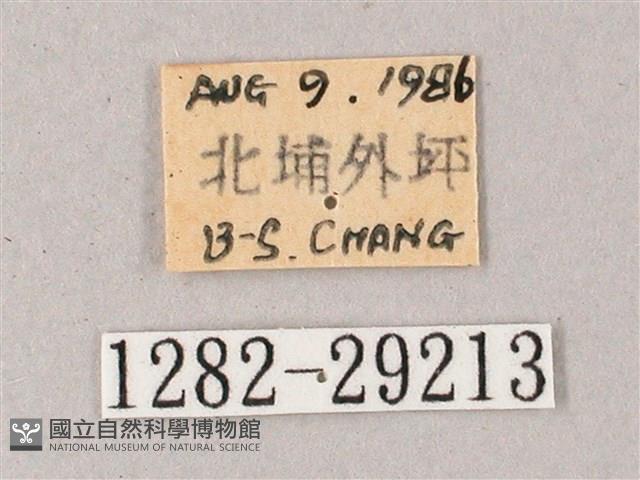 AUG 9. 1986
北埔外坪
B-S. CHANG
1282-29213
國立自然科學博物館
NATIONAL MUSEUM OF NATURAL SCIENCE